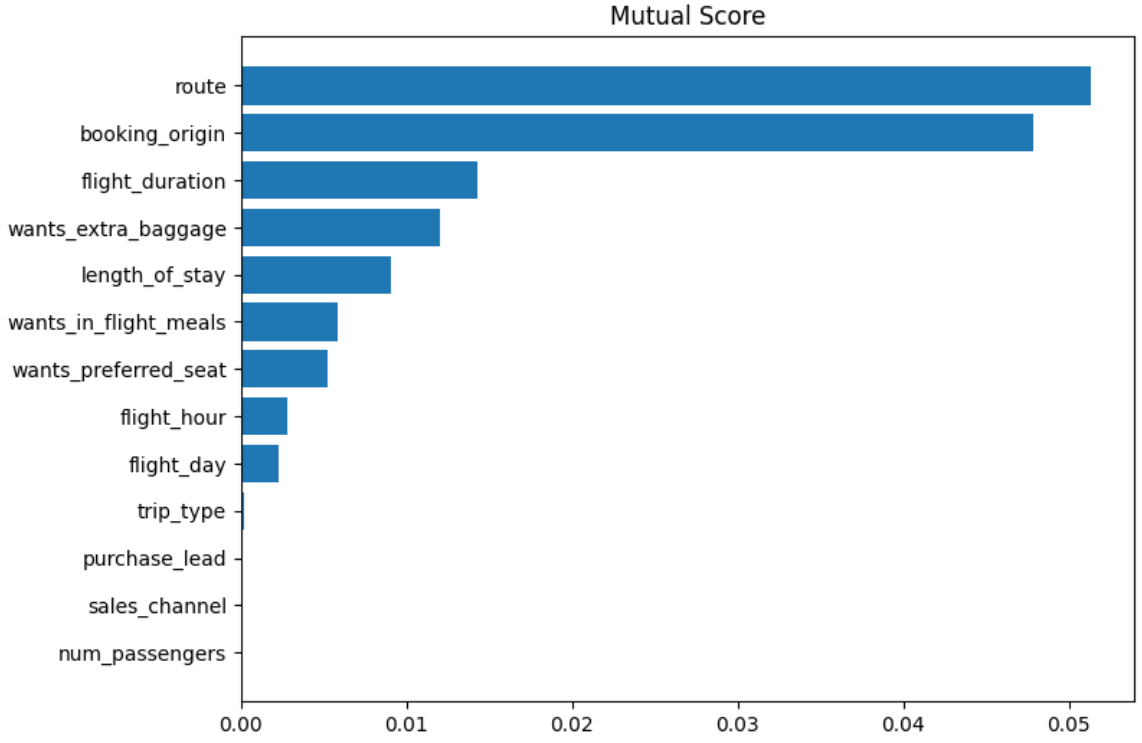 Mutual Score
route
booking_origin
flight_duration
wants_extra_baggage
length_of_stay
wants_in_flight_meals
wants_preferred_seat
flight_hour
flight_day
trip_type
purchase_lead
sales_channel
num_passengers
0.00 0.01 0.02 0.03 0.04 0.05